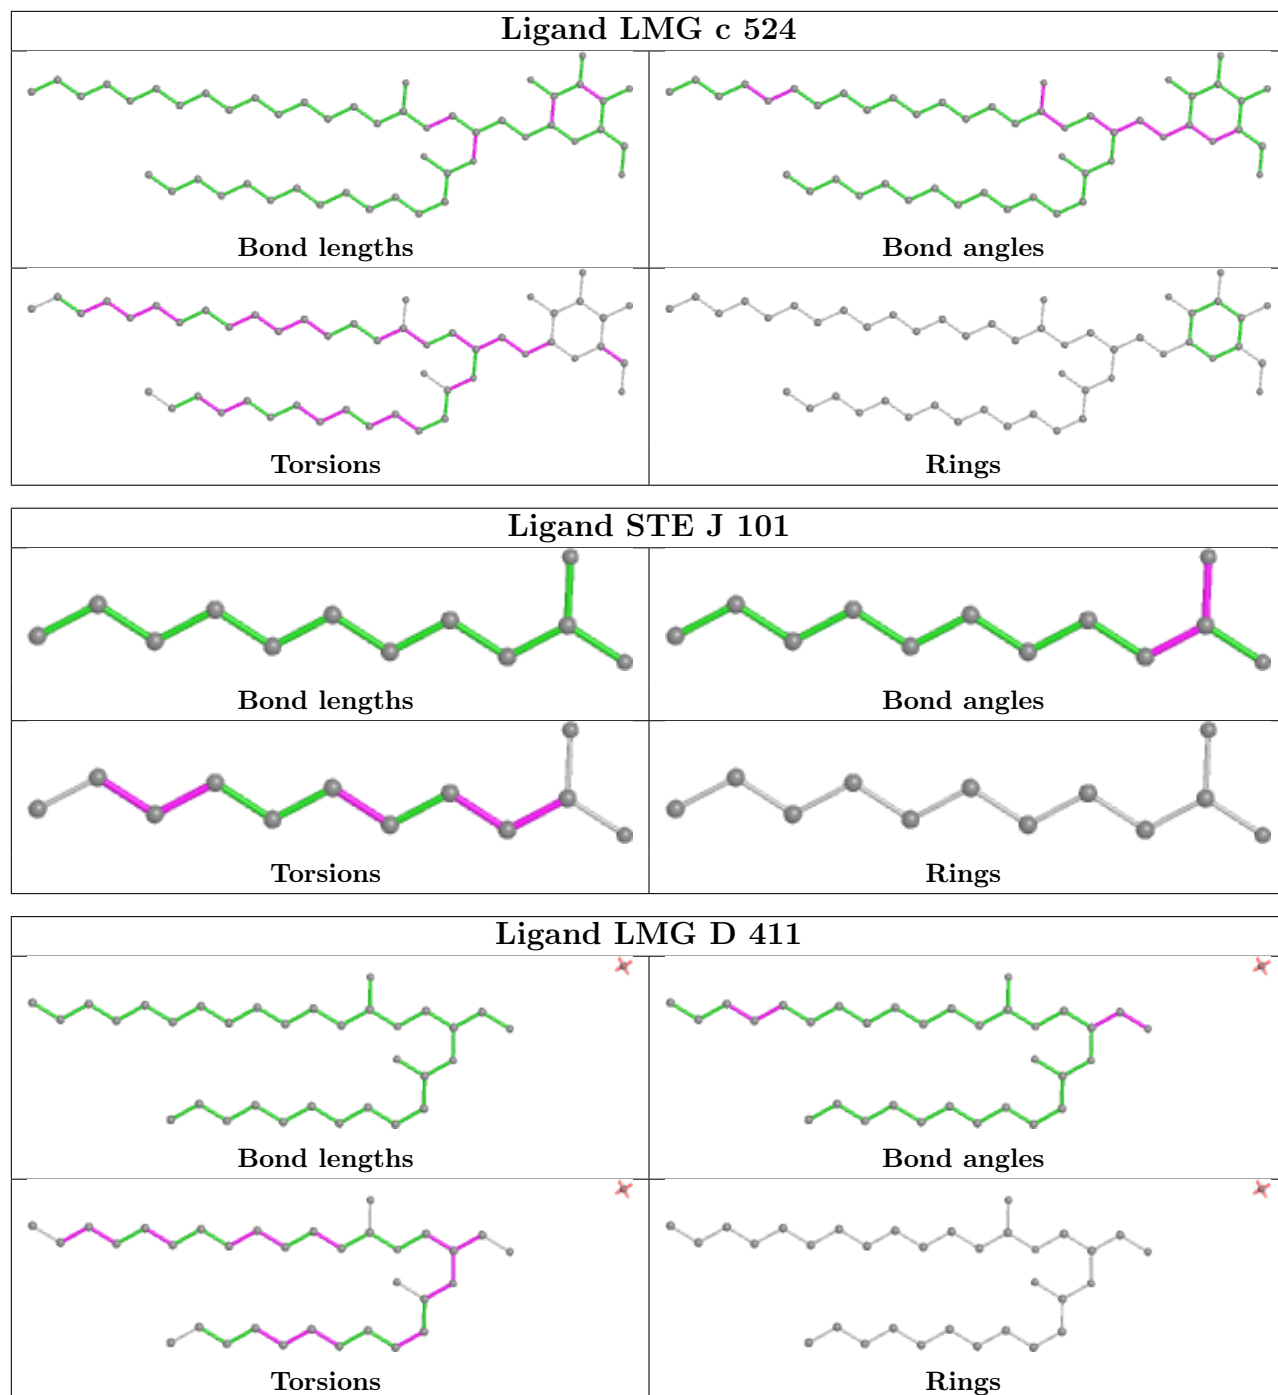 Ligand LMG c 524
Bond lengths
Bond angles
Torsions
Rings
Ligand STE J 101
Bond lengths
Bond angles
Torsions
Rings
Ligand LMG D 411
Bond lengths
Bond angles
Torsions
Rings